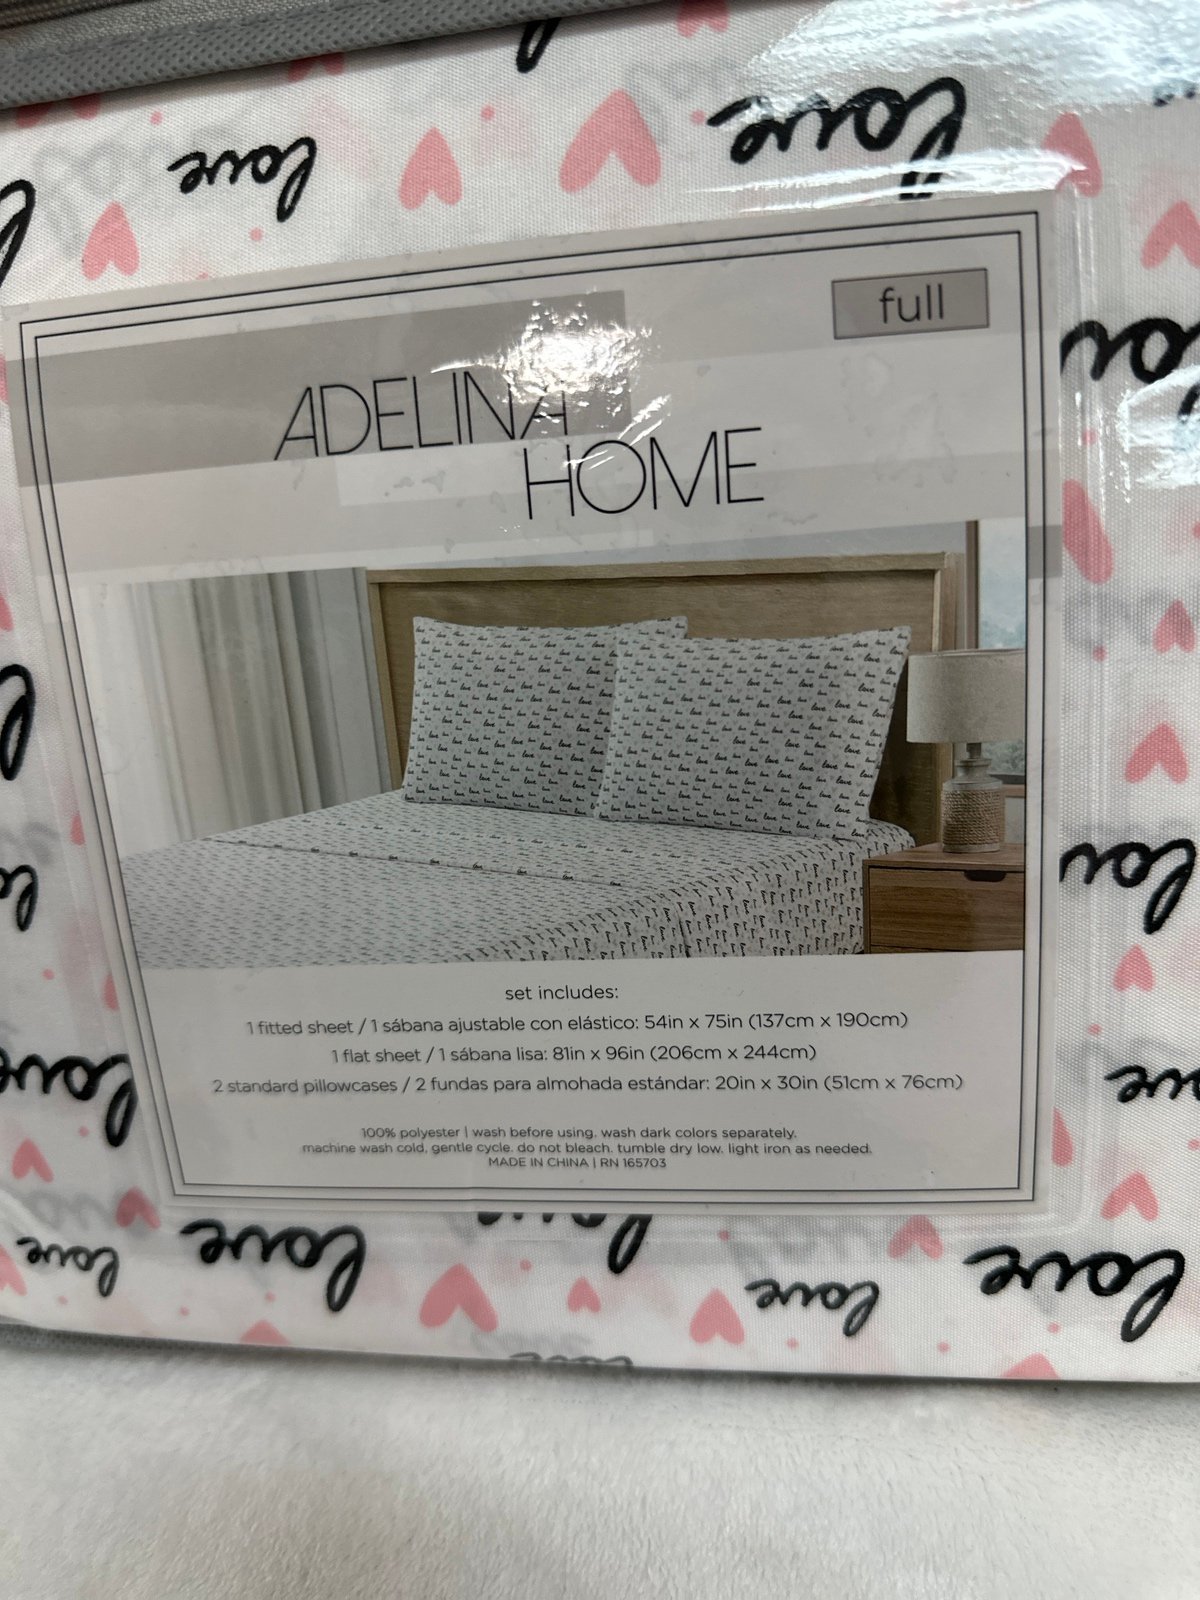 love
love
full
ADELINA
HOME
set includes:
1 fitted sheet / 1 sábana ajustable con elástico: 54in x 75in (137cm x 190cm)
1 flat sheet / 1 sábana lisa: 81in x 96in (206cm x 244cm)
2 standard pillowcases / 2 fundas para almohada estándar: 20in x 30in (51cm x 76cm)
100% polyester | wash before using. wash dark colors separately.
machine wash cold, gentle cycle. do not bleach. tumble dry low. light iron as needed.
MADE IN CHINA | RN 165703
love
love
love
love
love